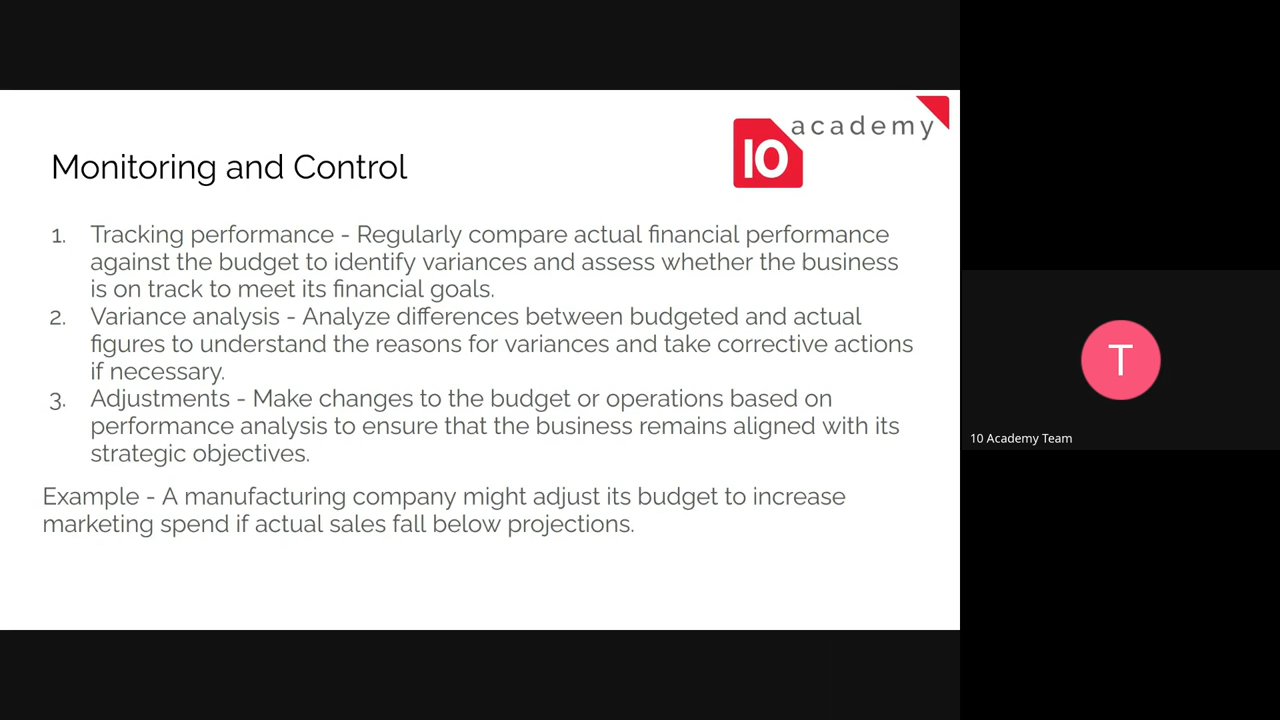 academy
10
Monitoring and Control
1. Tracking performance - Regularly compare actual financial performance
against the budget to identify variances and assess whether the business
is on track to meet its financial goals.
2. Variance analysis - Analyze differences between budgeted and actual
figures to understand the reasons for variances and take corrective actions
if necessary.
3. Adjustments - Make changes to the budget or operations based on
performance analysis to ensure that the business remains aligned with its
strategic objectives.
Example - A manufacturing company might adjust its budget to increase
marketing spend if actual sales fall below projections.
T
10 Academy Team